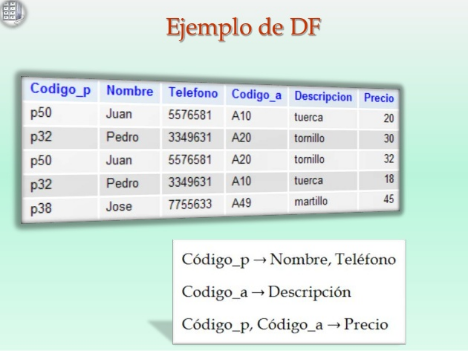 Ejemplo de DF
Codigo_p Nombre Telefono Codigo_a Descripcion Precio
p50 Juan 5576581 A10 tuerca 20
p32 Pedro 3349631 A20 tornillo 30
p50 Juan 5576581 A20 tornillo 32
p32 Pedro 3349631 A10 tuerca 18
p38 Jose 7755633 A49 martillo 45
Código_p → Nombre, Teléfono
Codigo_a → Descripción
Código_p, Código_a → Precio